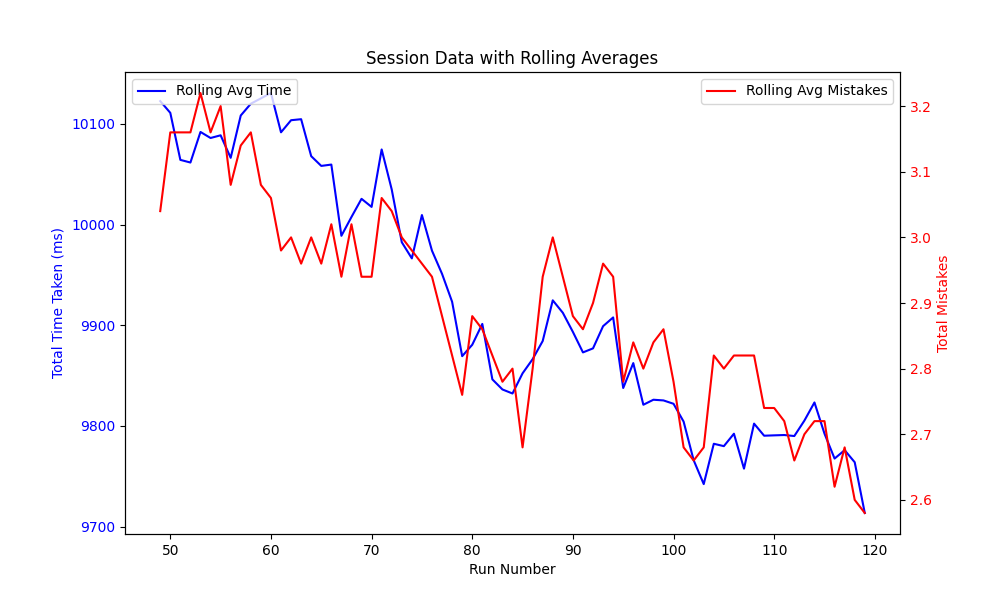 Session Data with Rolling Averages
Rolling Avg Time
Rolling Avg Mistakes
Total Time Taken (ms)
10100
10000
9900
9800
9700
3.2
3.1
3.0
2.9
2.8
2.7
2.6
Total Mistakes
50 60 70 80 90 100 110 120
Run Number